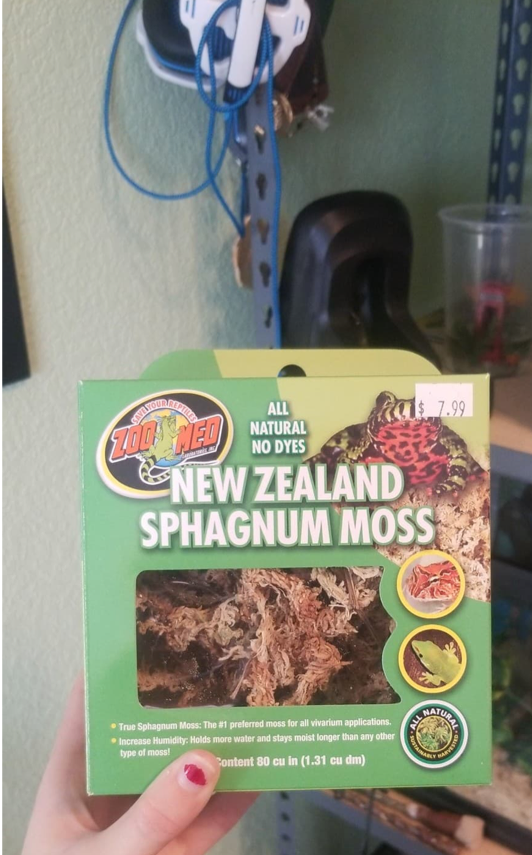 SAVE YOUR REPTILES
ZOO MED
ALL
NATURAL
NO DYES
$ 7.99
NEW ZEALAND
SPHAGNUM MOSS
True Sphagnum Moss: The #1 preferred moss for all vivarium applications.
Increase Humidity: Holds more water and stays moist longer than any other
type of moss!
Content 80 cu in (1.31 cu dm)
ALL NATURAL
SUSTAINABLY HARVESTED